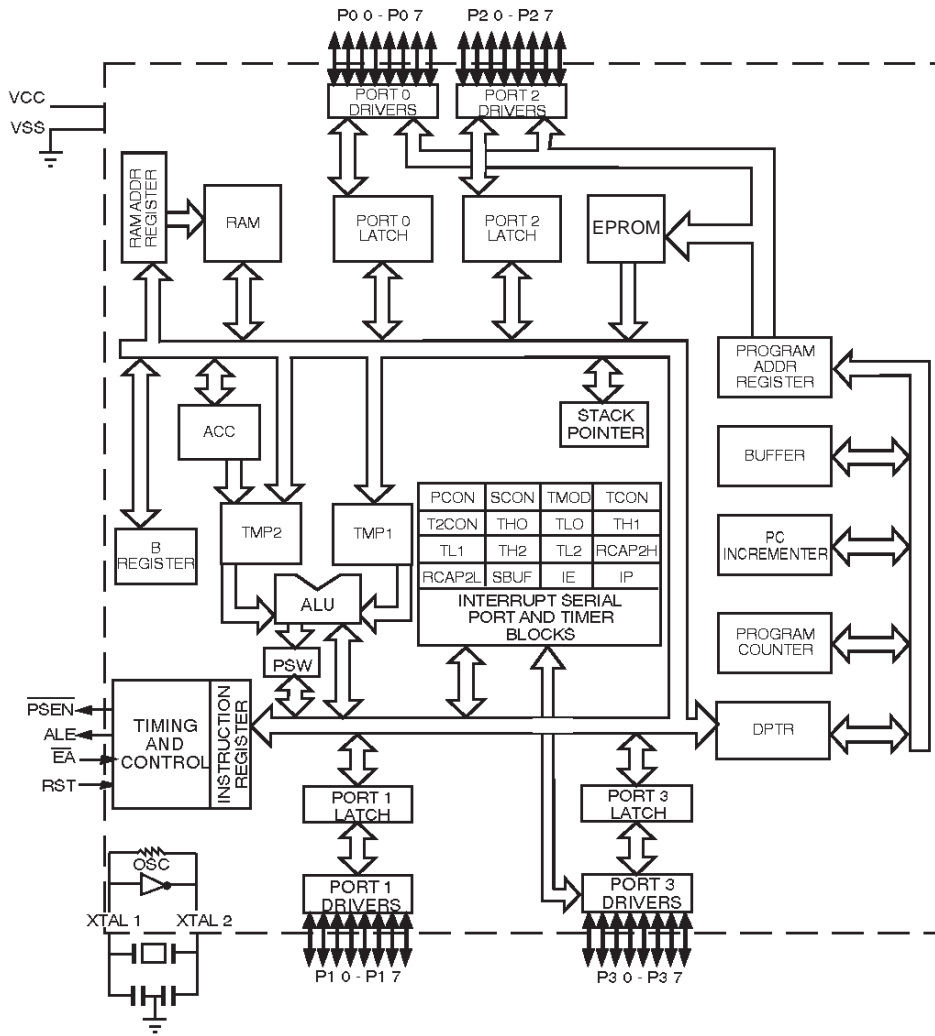 P0 0 - P0 7
P2 0 - P2 7
VCC
VSS
PORT 0
DRIVERS
PORT 2
DRIVERS
RAM ADDR
REGISTER
RAM
PORT 0
LATCH
PORT 2
LATCH
EPROM
PROGRAM
ADDR
REGISTER
ACC
STACK
POINTER
BUFFER
B
REGISTER
TMP2
TMP1
PCON SCON TMOD TCON
T2CON THO TLO TH1
TL1 TH2 TL2 RCAP2H
RCAP2L SBUF IE IP
INTERRUPT SERIAL
PORT AND TIMER
BLOCKS
PC
INCREMENTER
ALU
PSW
PROGRAM
COUNTER
PSEN
ALE
EA
RST
TIMING
AND
CONTROL
INSTRUCTION
REGISTER
DPTR
PORT 1
LATCH
PORT 3
LATCH
OSC
XTAL 1
XTAL 2
PORT 1
DRIVERS
PORT 3
DRIVERS
P1 0 - P1 7
P3 0 - P3 7